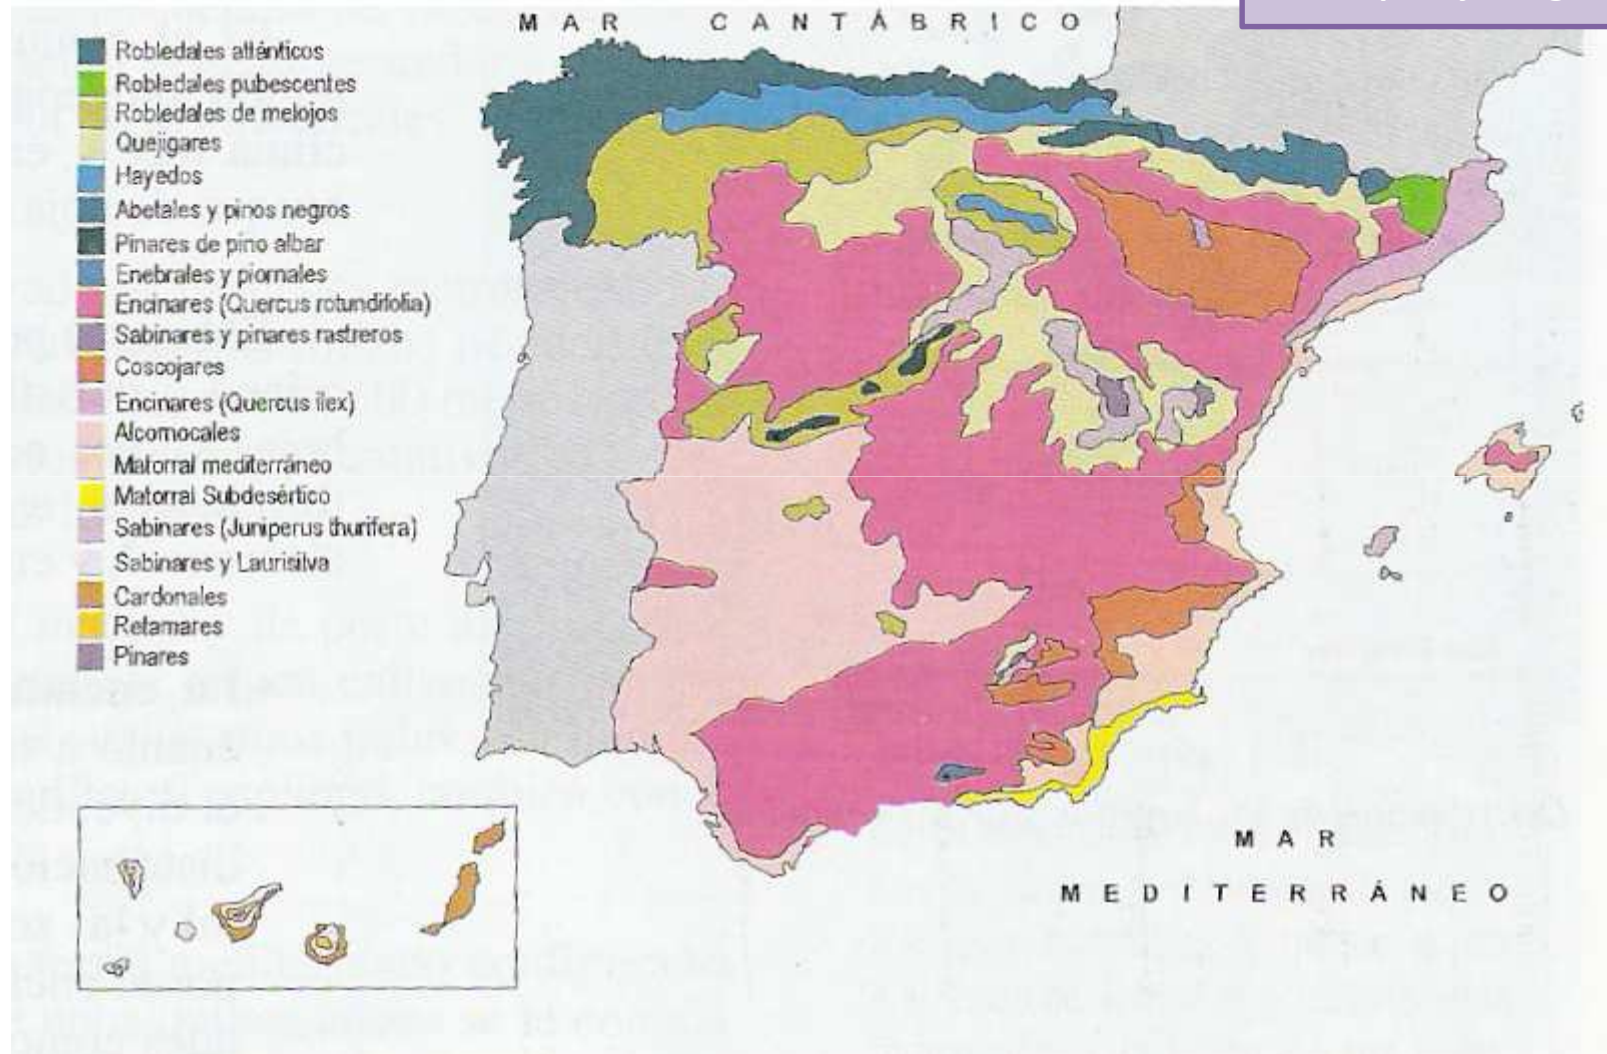 MAR CANTÁBRICO
Robledales atlánticos
Robledales pubescentes
Robledales de melojos
Quejigares
Hayedos
Abetales y pinos negros
Pinares de pino albar
Enebrales y piornales
Encinares (Quercus rotundifolia)
Sabinares y pinares rastreros
Coscojares
Encinares (Quercus ilex)
Alcornocales
Matorral mediterráneo
Matorral Subdesértico
Sabinares (Juniperus thurifera)
Sabinares y Laurisilva
Cardonales
Retamares
Pinares
MAR
MEDITERRÁNEO